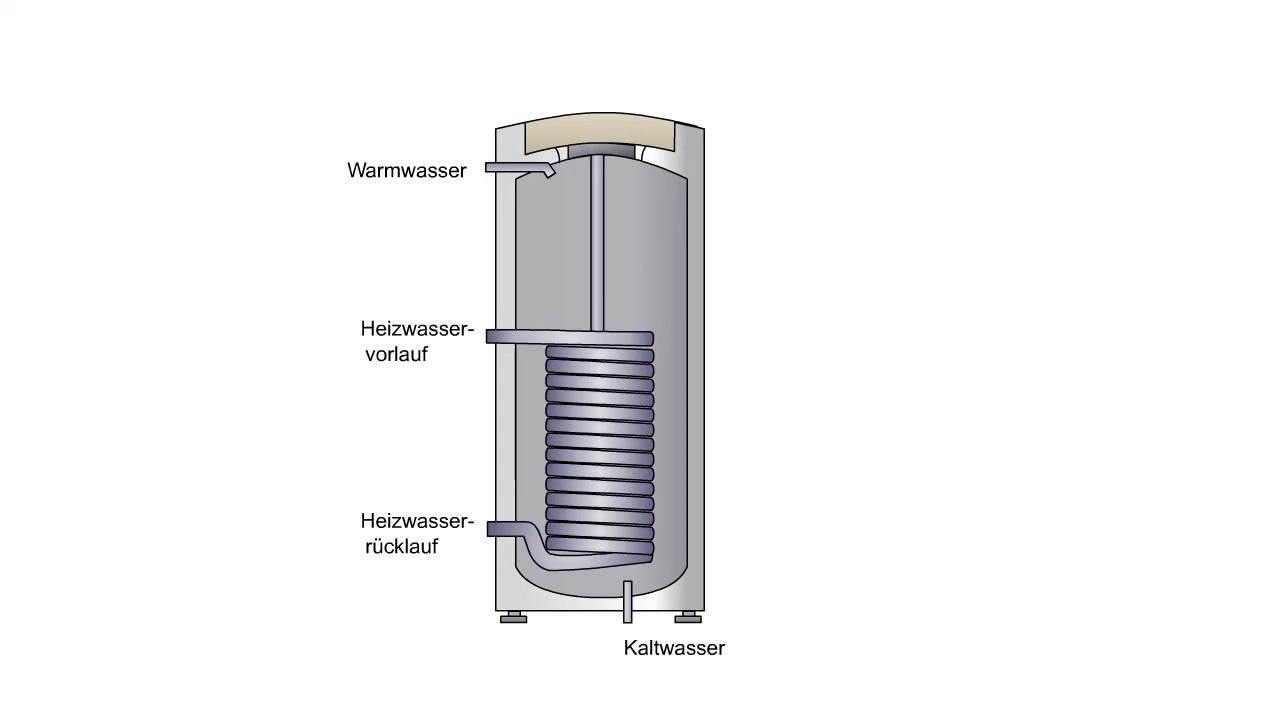 Warmwasser
Heizwasser-
vorlauf
Heizwasser-
rücklauf
Kaltwasser